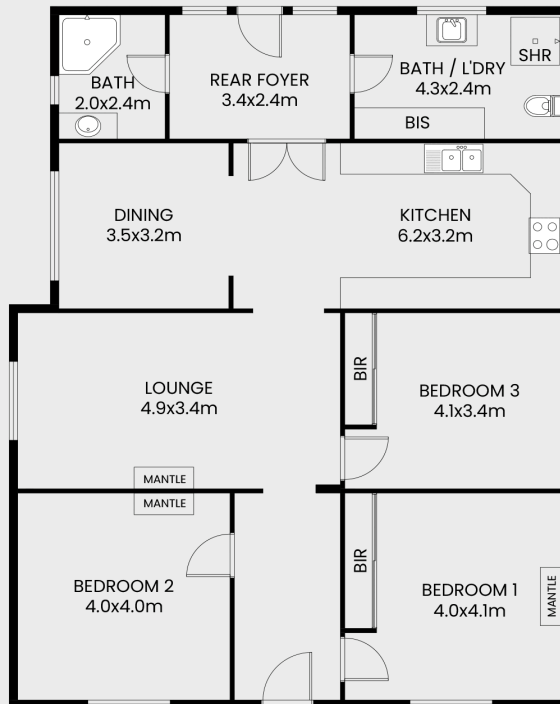 BATH
2.0x2.4m
REAR FOYER
3.4x2.4m
BATH / L'DRY
4.3x2.4m
SHR
BIS
DINING
3.5x3.2m
KITCHEN
6.2x3.2m
LOUNGE
4.9x3.4m
BIR
BEDROOM 3
4.1x3.4m
MANTLE
MANTLE
BEDROOM 2
4.0x4.0m
BIR
BEDROOM 1
4.0x4.1m
MANTLE